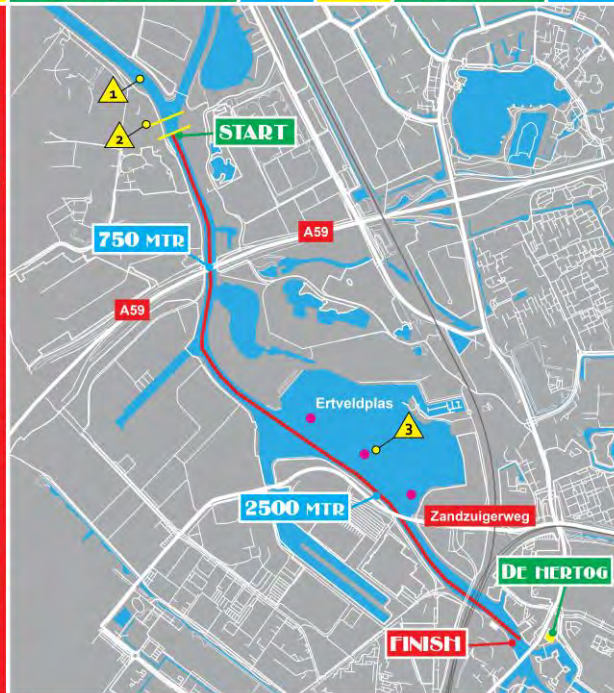 1
2
START
750 MTR
A59
A59
Ertveldplas
3
2500 MTR
Zandzuigerweg
DE HERTOG
FINISH